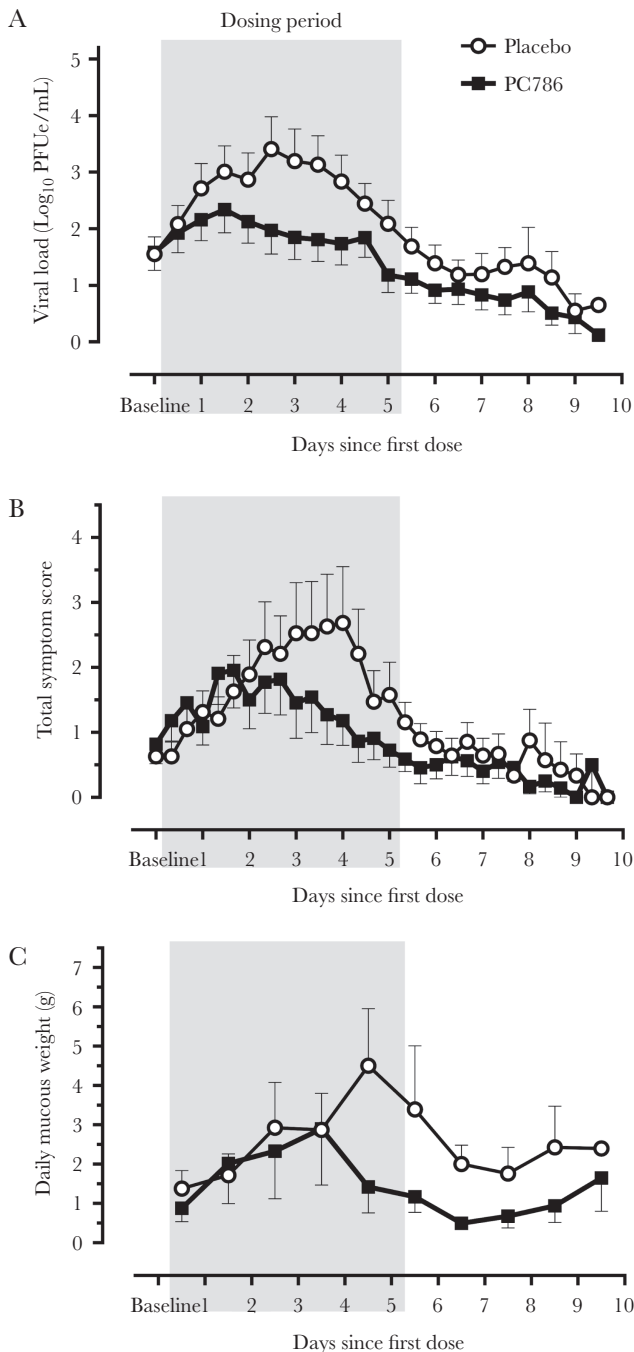 A
Dosing period
Placebo
PC786
5
4
3
2
1
0
Viral load (Log10 PFUe/mL)
Baseline 1 2 3 4 5 6 7 8 9 10
Days since first dose
B
4
3
2
1
0
Total symptom score
Baseline1 2 3 4 5 6 7 8 9 10
Days since first dose
C
7
6
5
4
3
2
1
0
Daily mucous weight (g)
Baseline1 2 3 4 5 6 7 8 9 10
Days since first dose